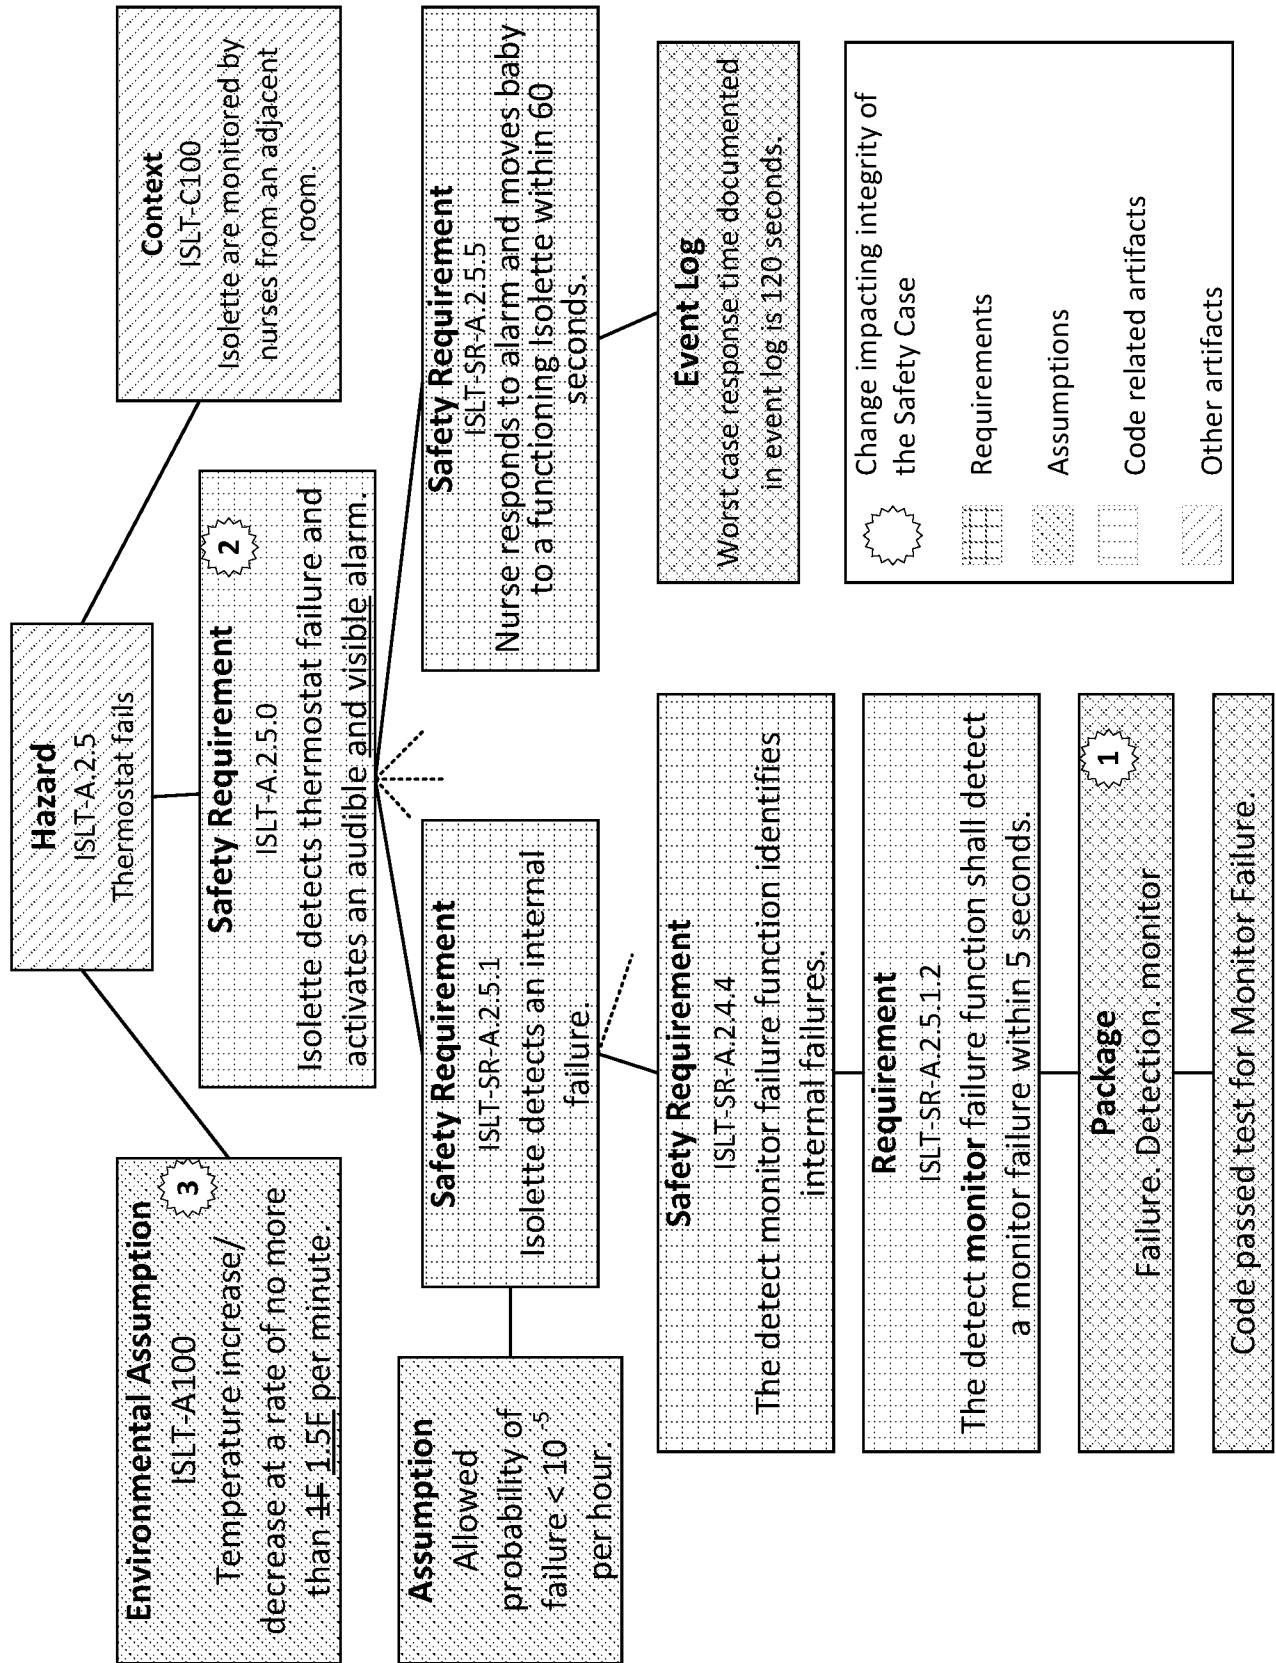 Hazard
ISLT-A.2.5
Thermostat fails
Environmental Assumption
3
ISLT-A100
Temperature increase/
decrease at a rate of no more
than 1F 1.5F per minute.
Safety Requirement
2
ISLT-A.2.5.0
Isolette detects thermostat failure and
activates an audible and visible alarm.
Context
ISLT-C100
Isolette are monitored by
nurses from an adjacent
room.
Assumption
Allowed
probability of
failure < 10 -5
per hour.
Safety Requirement
ISLT-SR-A.2.5.1
Isolette detects an internal
failure.
Safety Requirement
ISLT-SR-A.2.5.5
Nurse responds to alarm and moves baby
to a functioning Isolette within 60
seconds.
Safety Requirement
ISLT-SR-A.2.4.4
The detect monitor failure function identifies
internal failures.
Event Log
Worst case response time documented
in event log is 120 seconds.
Requirement
ISLT-SR-A.2.5.1.2
The detect monitor failure function shall detect
a monitor failure within 5 seconds.
Package
1
Failure. Detection. monitor
Code passed test for Monitor Failure.
Change impacting integrity of
the Safety Case
Requirements
Assumptions
Code related artifacts
Other artifacts